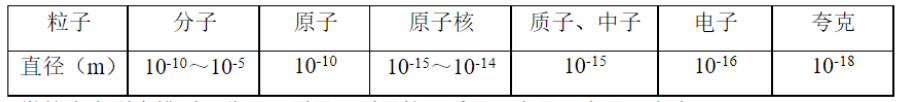 粒子 分子 原子 原子核 质子、中子 电子 夸克
直径（m） 10-10～10-5 10-10 10-15～10-14 10-15 10-16 10-18